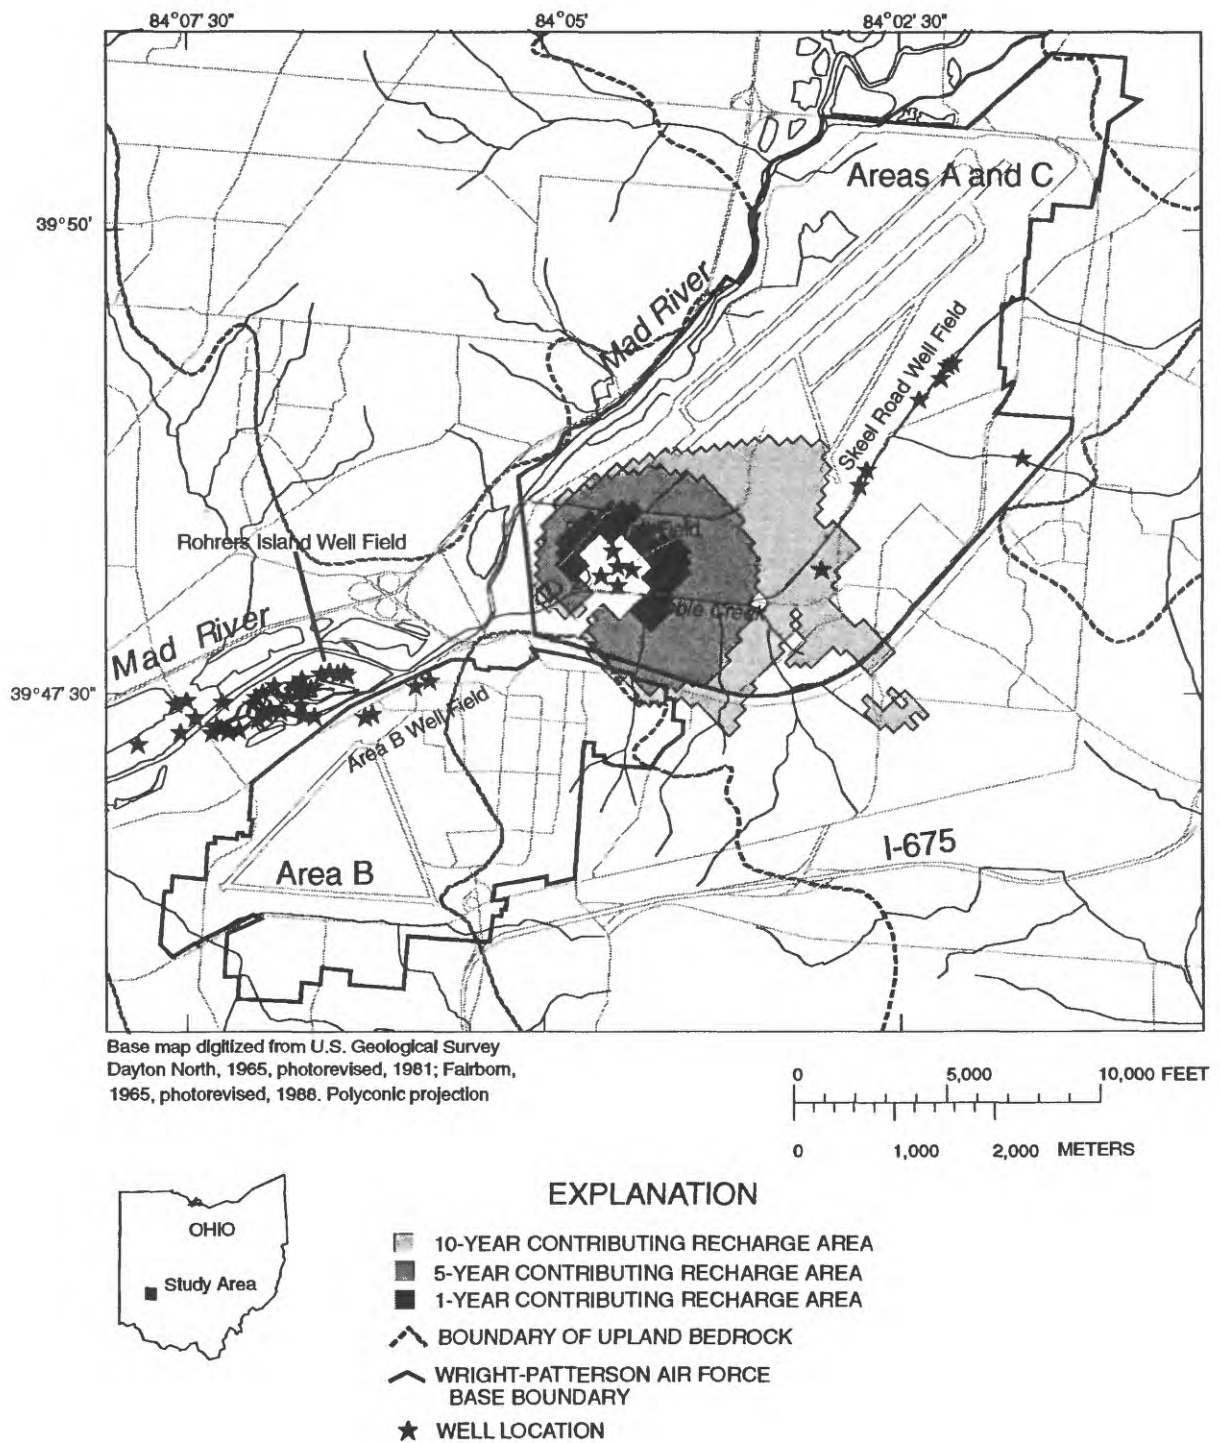 84°07'30"
84°05'
84°02'30"
39°50'
Areas A and C
Mad River
Skeel Road Well Field
Rohrers Island Well Field
Field
Creek
Mad River
39°47'30"
Area B Well Field
I-675
Area B
Base map digitized from U.S. Geological Survey
Dayton North, 1965, photorevised, 1981; Fairborn,
1965, photorevised, 1988. Polyconic projection
0 5,000 10,000 FEET
0 1,000 2,000 METERS
OHIO
Study Area
EXPLANATION
10-YEAR CONTRIBUTING RECHARGE AREA
5-YEAR CONTRIBUTING RECHARGE AREA
1-YEAR CONTRIBUTING RECHARGE AREA
BOUNDARY OF UPLAND BEDROCK
WRIGHT-PATTERSON AIR FORCE
BASE BOUNDARY
WELL LOCATION